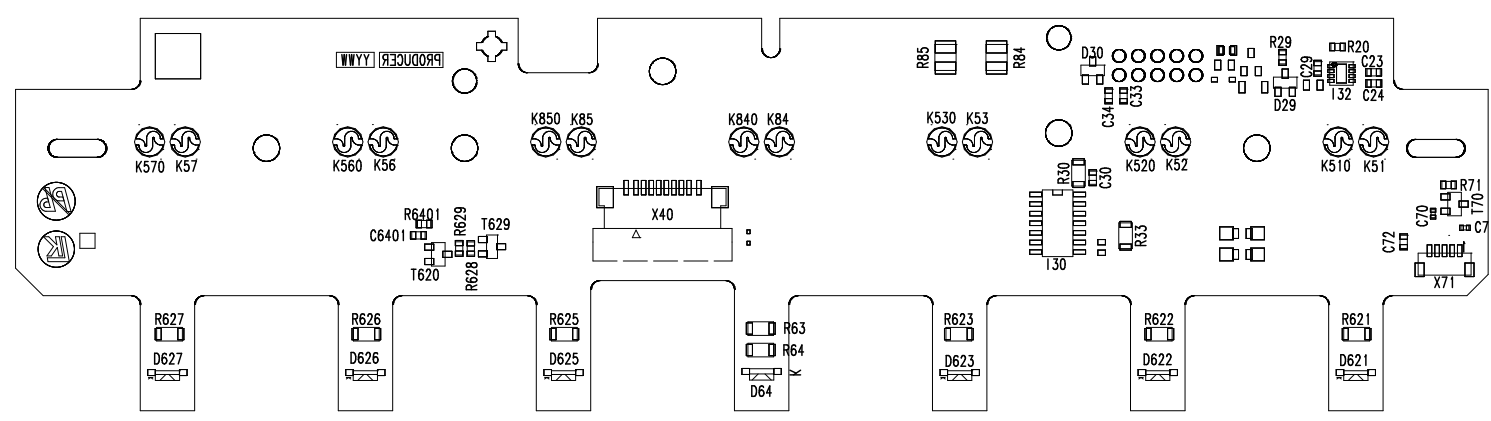 R85
R84
D30
R29
R20
C29
C23
WWYY
PRODUCER
I32
C24
C34
C33
D29
K850
K85
K840
K84
K530
K53
K570
K57
K560
K56
K520
K52
K510
K51
R30
C30
R71
X40
R6401
R629
T629
C70
T70
C6401
R33
C72
C7
T620
R628
I30
X71
R627
R626
R625
R63
R623
R622
R621
R64
D627
D626
D625
K
D623
D622
D621
D64